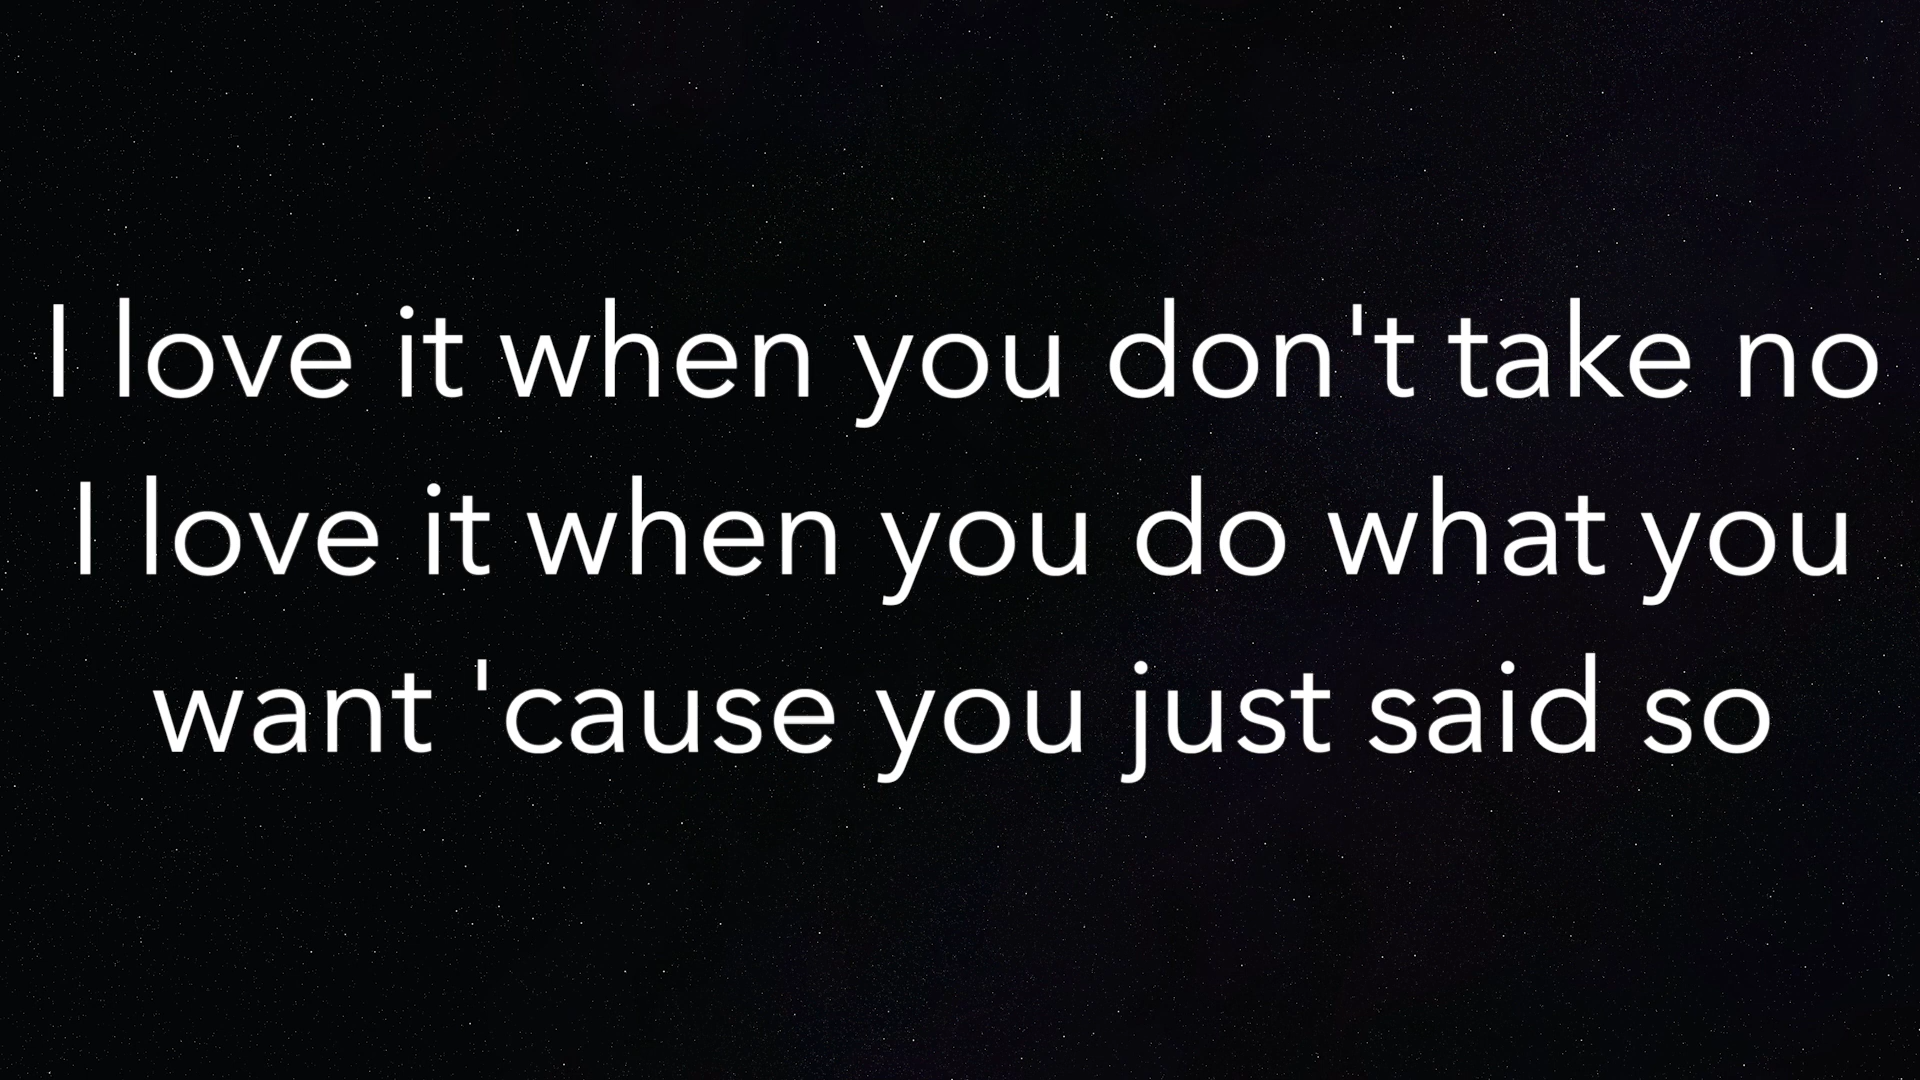 I love it when you don't take no
I love it when you do what you
want 'cause you just said so